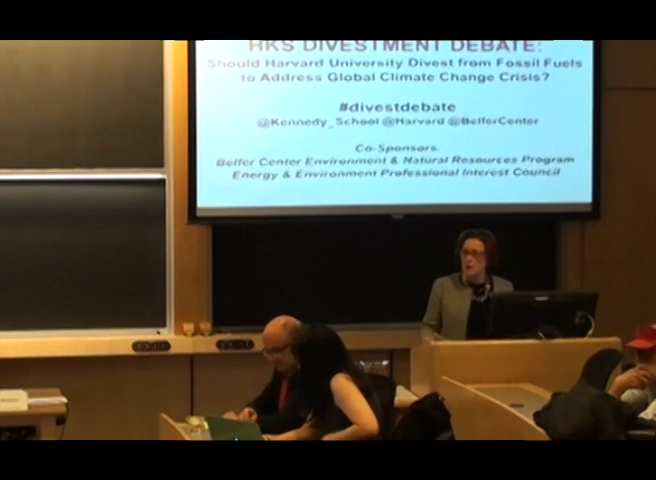 HKS DIVESTMENT DEBATE:
Should Harvard University Divest from Fossil Fuels
to Address Global Climate Change Crisis?
#divestdebate
@Kennedy_School @Harvard @BelferCenter
Co-Sponsors
Belfer Center Environment & Natural Resources Program
Energy & Environment Professional Interest Council